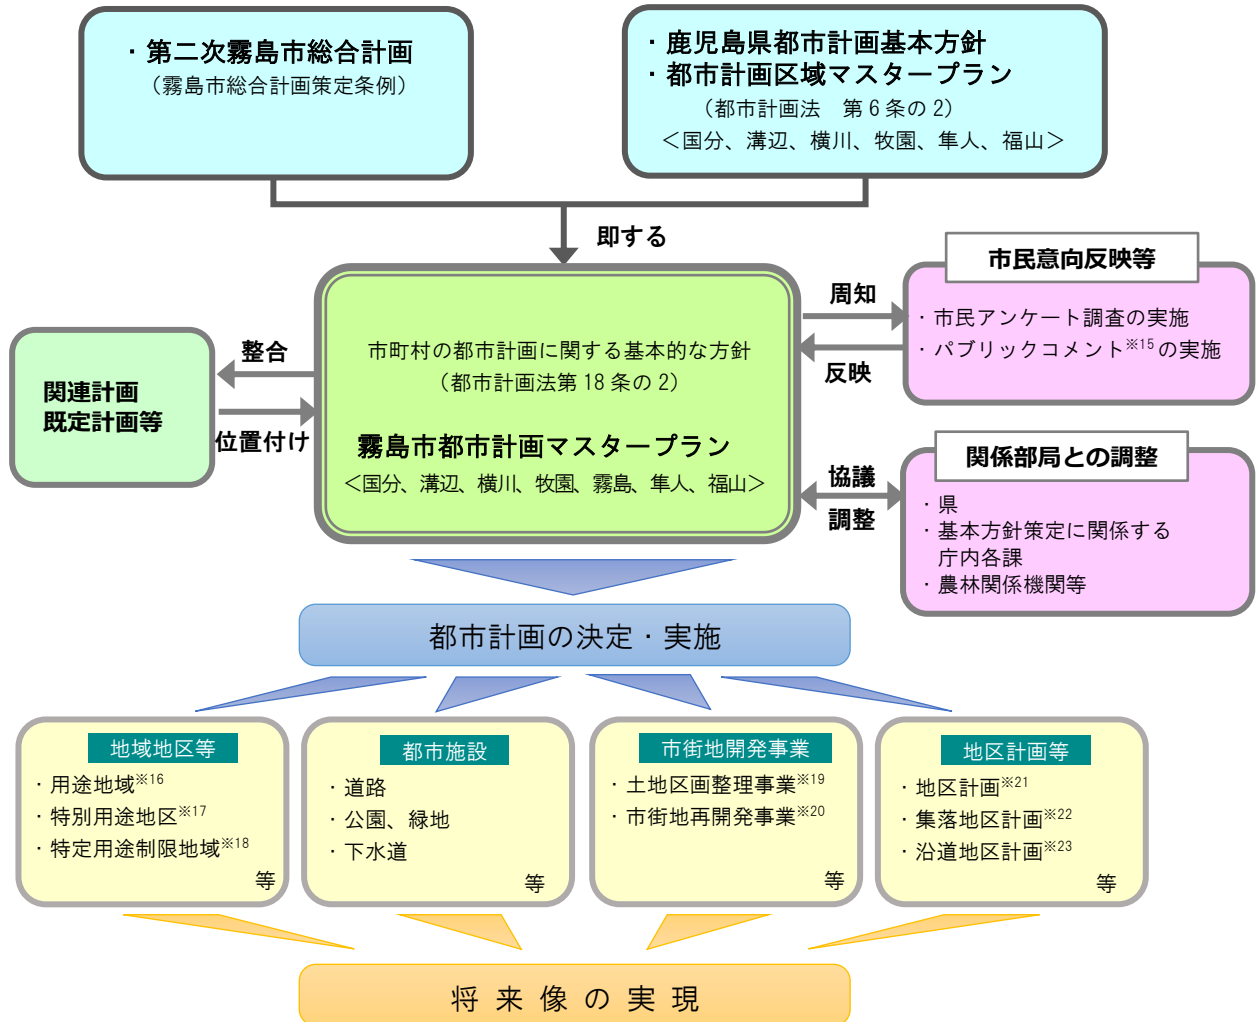 ・第二次霧島市総合計画
（霧島市総合計画策定条例）
・鹿児島県都市計画基本方針
・都市計画区域マスタープラン
（都市計画法　第6条の2）
＜国分、溝辺、横川、牧園、隼人、福山＞
即する
市民意向反映等
・市民アンケート調査の実施
・パブリックコメント※15の実施
周知
反映
関連計画
既定計画等
整合
位置付け
市町村の都市計画に関する基本的な方針
（都市計画法第18条の2）
霧島市都市計画マスタープラン
＜国分、溝辺、横川、牧園、霧島、隼人、福山＞
協議
調整
関係部局との調整
・県
・基本方針策定に関係する
庁内各課
・農林関係機関等
都市計画の決定・実施
地域地区等
・用途地域※16
・特別用途地区※17
・特定用途制限地域※18
等
都市施設
・道路
・公園、緑地
・下水道
等
市街地開発事業
・土地区画整理事業※19
・市街地再開発事業※20
等
地区計画等
・地区計画※21
・集落地区計画※22
・沿道地区計画※23
等
将来像の実現